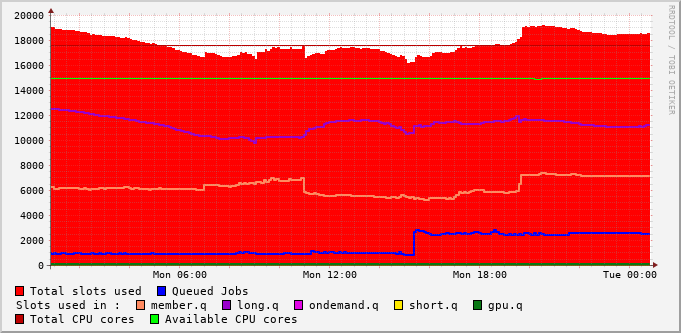 20000
18000
16000
14000
12000
10000
8000
6000
4000
2000
0
Mon 06:00 Mon 12:00 Mon 18:00 Tue 00:00
RRDTOOL / TOBI OETIKER
Total slots used Queued Jobs
Slots used in : member.q long.q ondemand.q short.q gpu.q
Total CPU cores Available CPU cores